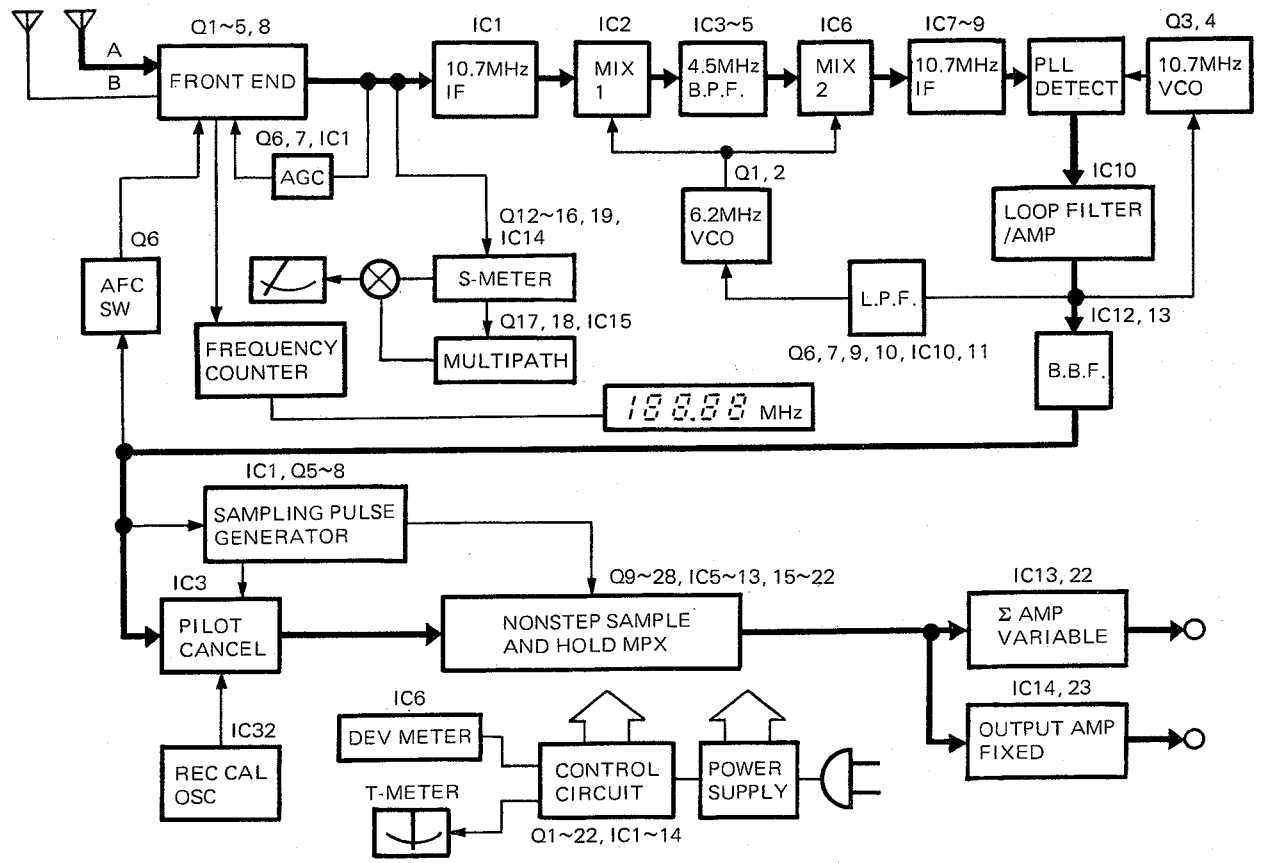 Q1~5, 8
IC1
IC2
IC3~5
IC6
IC7~9
Q3, 4
A
B
FRONT END
10.7MHz
IF
MIX
1
4.5MHz
B.P.F.
MIX
2
10.7MHz
IF
PLL
DETECT
10.7MHz
VCO
Q6, 7, IC1
AGC
Q1, 2
IC10
Q6
Q12~16, 19,
IC14
6.2MHz
VCO
LOOP FILTER
/AMP
AFC
SW
S-METER
L.P.F.
IC12, 13
Q17, 18, IC15
FREQUENCY
COUNTER
MULTIPATH
Q6, 7, 9, 10, IC10, 11
B.B.F.
188.88 MHz
IC1, Q5~8
SAMPLING PULSE
GENERATOR
IC3
Q9~28, IC5~13, 15~22
IC13, 22
PILOT
CANCEL
NONSTEP SAMPLE
AND HOLD MPX
Σ AMP
VARIABLE
IC14, 23
IC32
IC6
DEV METER
OUTPUT AMP
FIXED
REC CAL
OSC
CONTROL
CIRCUIT
POWER
SUPPLY
T-METER
Q1~22, IC1~14